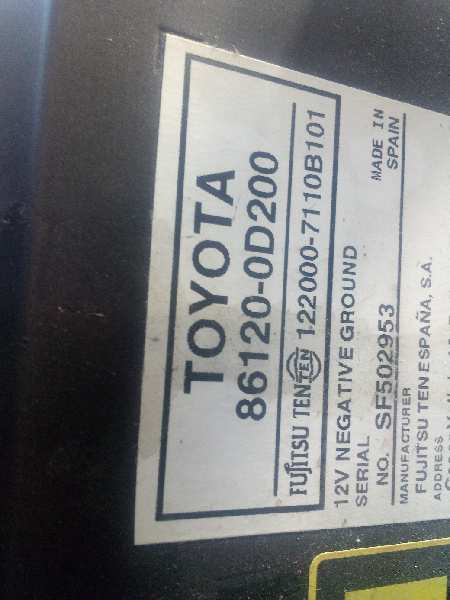 TOYOTA
86120-0D200
FUJITSU TEN TEN 122000-7110B101
12V NEGATIVE GROUND
MADE IN
SPAIN
SERIAL
NO. SF502953
MANUFACTURER
FUJITSU TEN ESPAÑA, S.A.
ADDRESS